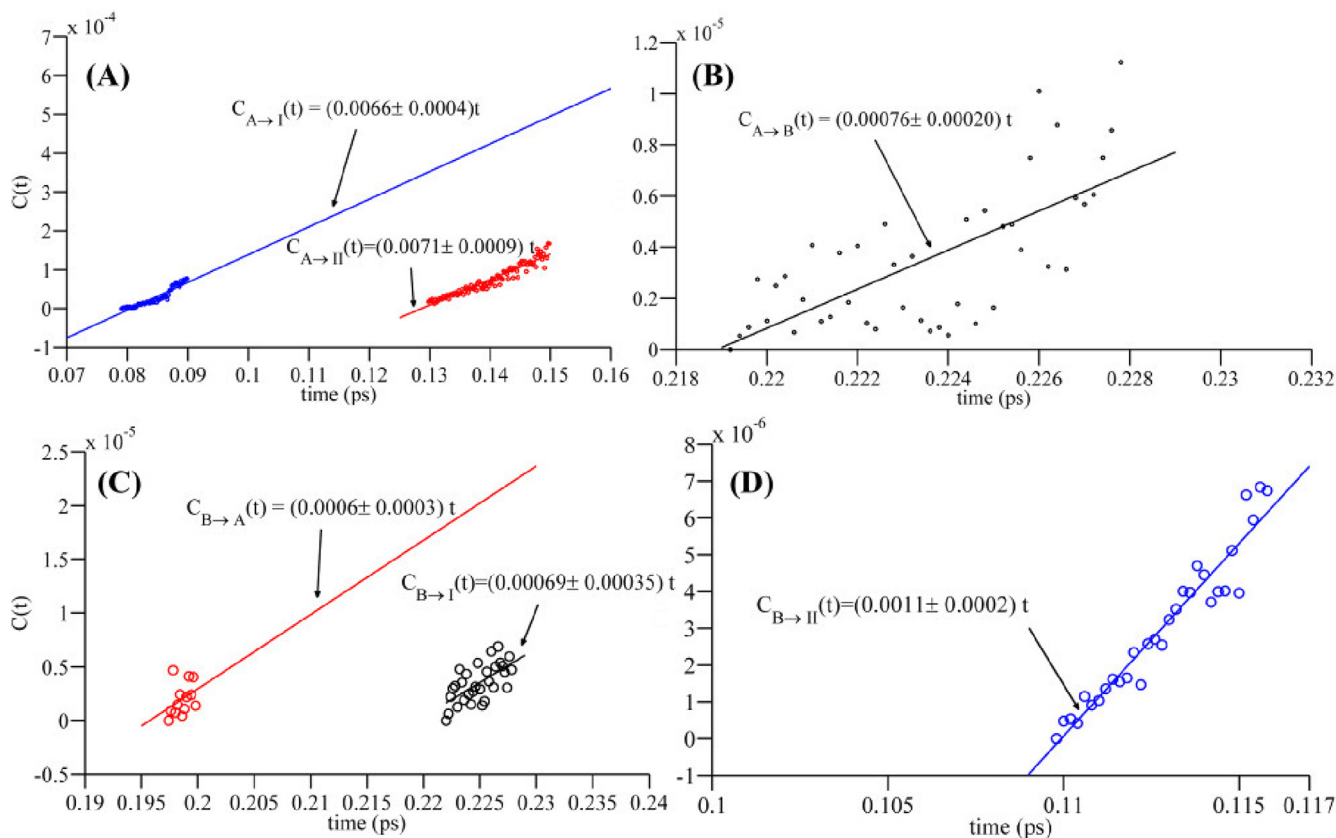 x 10^-4
7
6
5
4
3
2
1
0
-1
C(t)
(A)
C_A→I(t) = (0.0066± 0.0004)t
C_A→II(t)=(0.0071± 0.0009) t
0.07 0.08 0.09 0.1 0.11 0.12 0.13 0.14 0.15 0.16
time (ps)
x 10^-5
1.2
1
0.8
0.6
0.4
0.2
0
(B)
C_A→B(t) = (0.00076± 0.00020) t
0.218 0.22 0.222 0.224 0.226 0.228 0.23 0.232
time (ps)
x 10^-5
2.5
2
1.5
1
0.5
0
-0.5
C(t)
(C)
C_B→A(t) = (0.0006± 0.0003) t
C_B→I(t)=(0.00069± 0.00035) t
0.19 0.195 0.2 0.205 0.21 0.215 0.22 0.225 0.23 0.235 0.24
time (ps)
x 10^-6
8
7
6
5
4
3
2
1
0
-1
(D)
C_B→II(t)=(0.0011± 0.0002) t
0.1 0.105 0.11 0.115 0.117
time (ps)